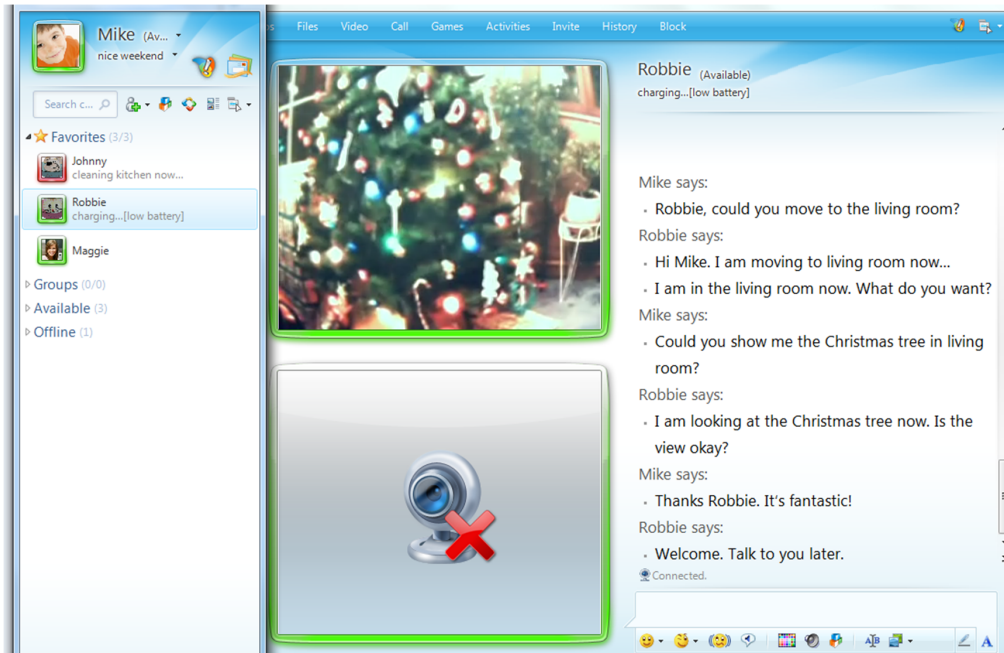 Mike (Av...
nice weekend
Search c...
Favorites (3/3)
Johnny
cleaning kitchen now...
Robbie
charging...[low battery]
Maggie
Groups (0/0)
Available (3)
Offline (1)
Files Video Call Games Activities Invite History Block
Robbie (Available)
charging...[low battery]
Mike says:
Robbie, could you move to the living room?
Robbie says:
Hi Mike. I am moving to living room now...
I am in the living room now. What do you want?
Mike says:
Could you show me the Christmas tree in living
room?
Robbie says:
I am looking at the Christmas tree now. Is the
view okay?
Mike says:
Thanks Robbie. It's fantastic!
Robbie says:
Welcome. Talk to you later.
Connected.